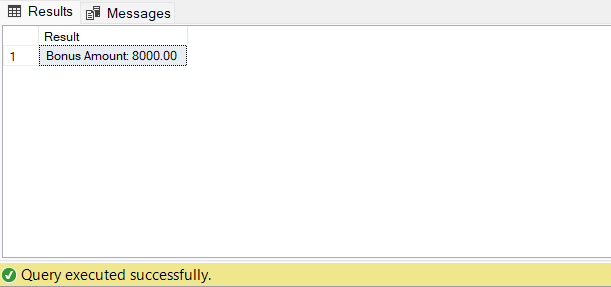 Results Messages
Result
1 Bonus Amount: 8000.00
Query executed successfully.